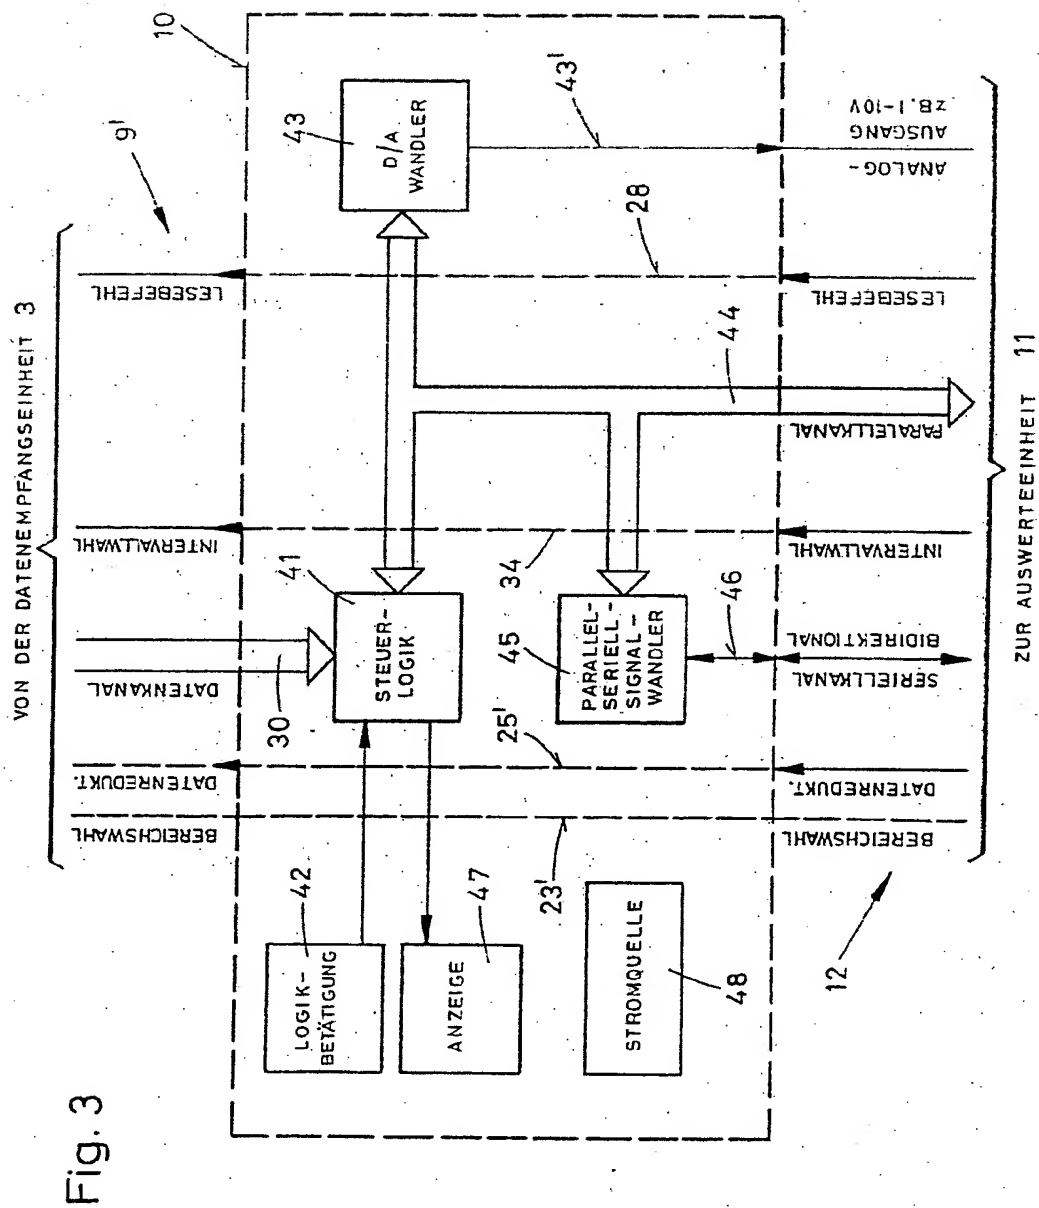 Fig. 3
VON DER DATENEMPFANGSEINHEIT 3
9'
10
BEREICHSWAHL
DATENREDUKT.
DATENKANAL
INTERVALLWAHL
LESEBEFEHL
30
42
LOGIK-
BETÄTIGUNG
41
STEUER-
LOGIK
43
D/A
WANDLER
47
ANZEIGE
43'
28
34
44
23'
25'
45
PARALLEL-
SERIELL-
SIGNAL-
WANDLER
46
STROMQUELLE
48
12
BEREICHSWAHL
DATENREDUKT.
SERIELLKANAL
BIDIREKTIONAL
INTERVALLWAHL
PARALELLKANAL
LESEBEFEHL
ANALOG-
AUSGANG
zB. 1-10V
ZUR AUSWERTEEINHEIT 11